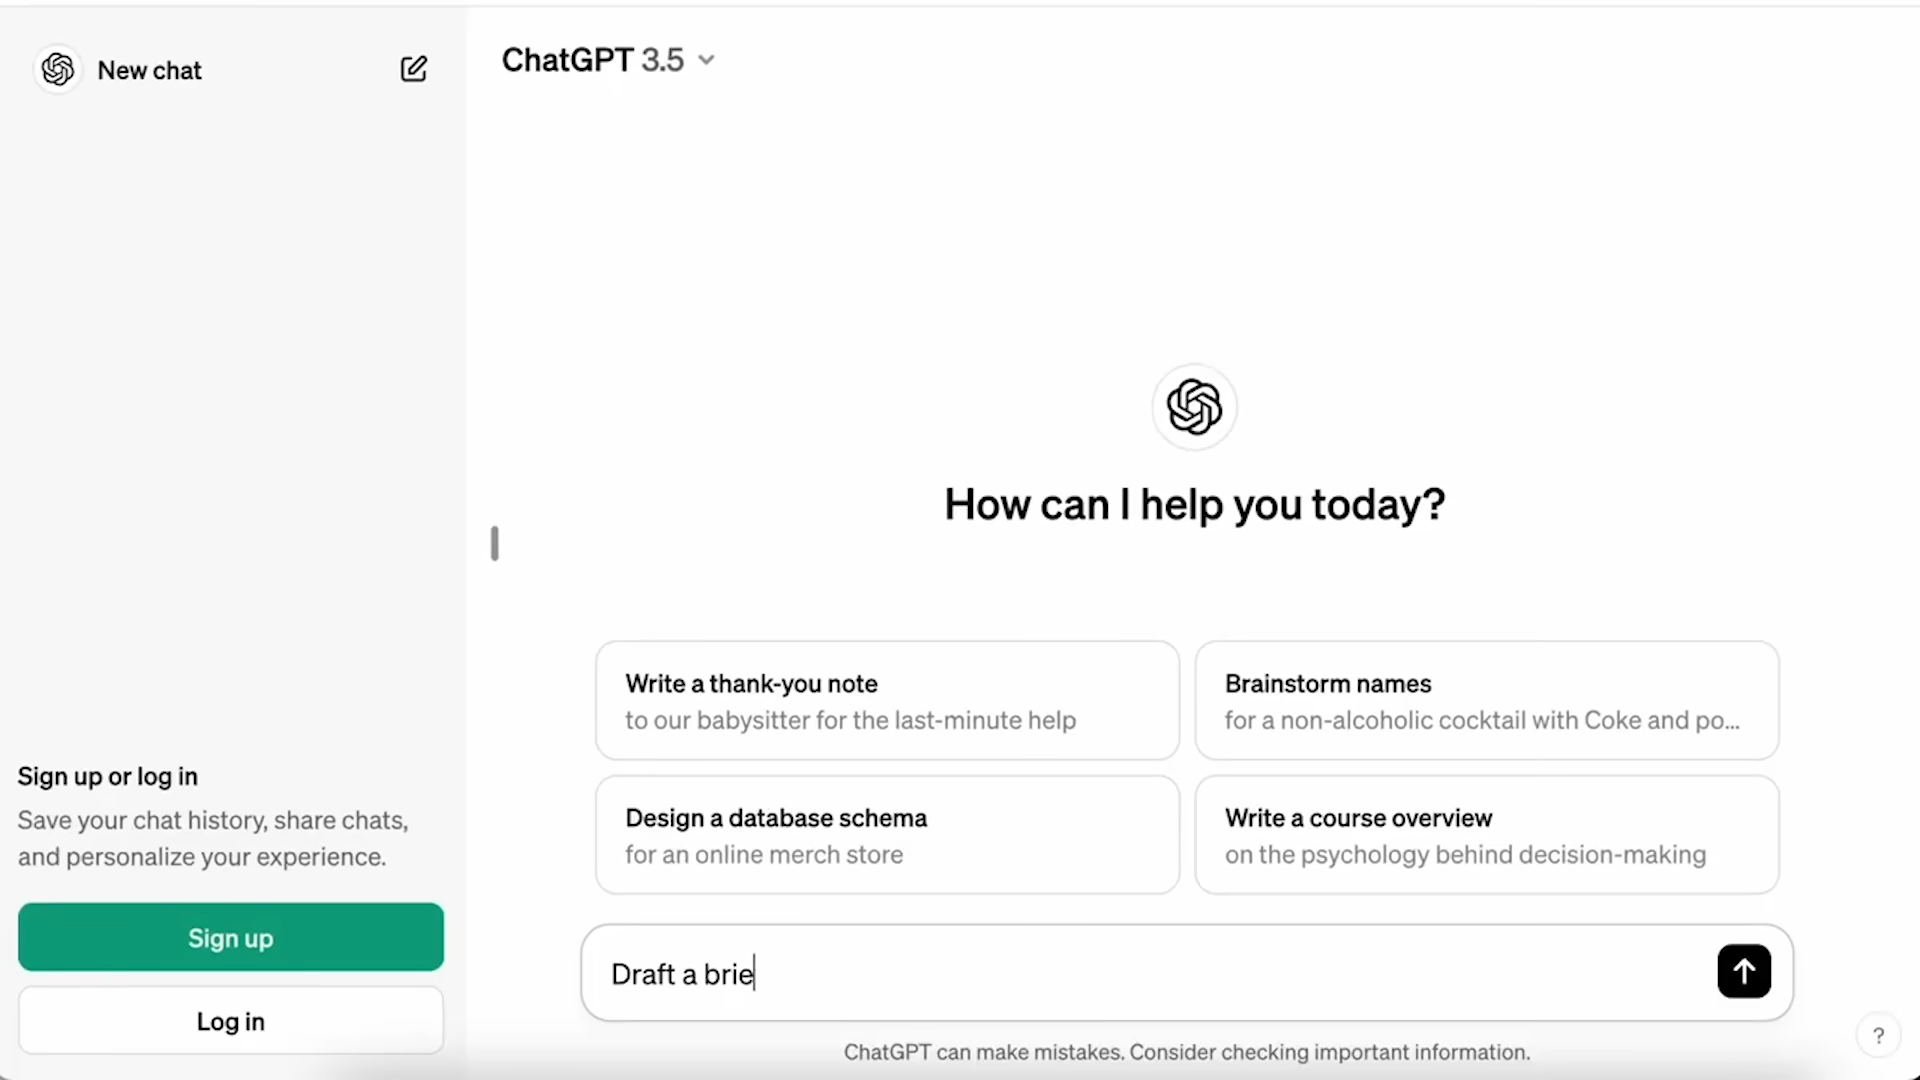 New chat
ChatGPT 3.5
How can I help you today?
Write a thank-you note
to our babysitter for the last-minute help
Brainstorm names
for a non-alcoholic cocktail with Coke and po...
Design a database schema
for an online merch store
Write a course overview
on the psychology behind decision-making
Sign up or log in
Save your chat history, share chats,
and personalize your experience.
Sign up
Log in
Draft a brie
ChatGPT can make mistakes. Consider checking important information.
?